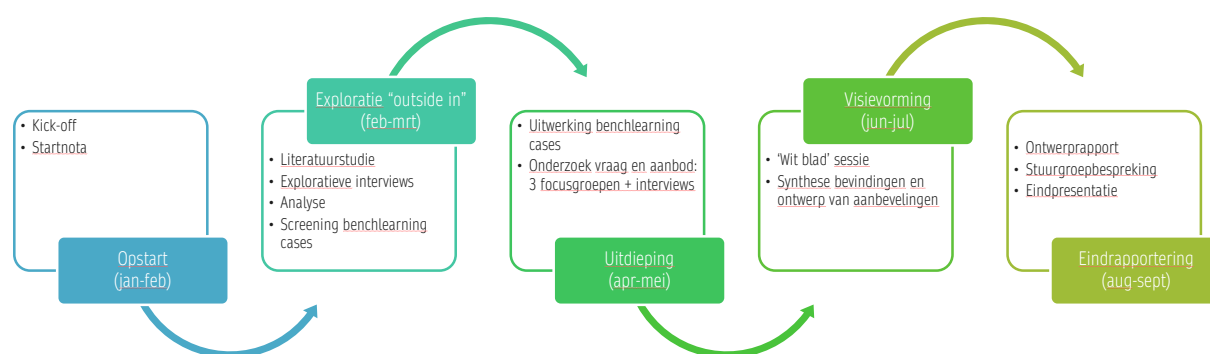 • Kick-off
• Startnota
Opstart
(jan-feb)
Exploratie “outside in”
(feb-mrt)
• Literatuurstudie
• Exploratieve interviews
• Analyse
• Screening benchlearning
cases
• Uitwerking benchlearning
cases
• Onderzoek vraag en aanbod:
3 focusgroepen + interviews
Uitdieping
(apr-mei)
Visievorming
(jun-jul)
• ‘Wit blad’ sessie
• Synthese bevindingen en
ontwerp van aanbevelingen
• Ontwerprapport
• Stuurgroepbespreking
• Eindpresentatie
Eindrapportering
(aug-sept)